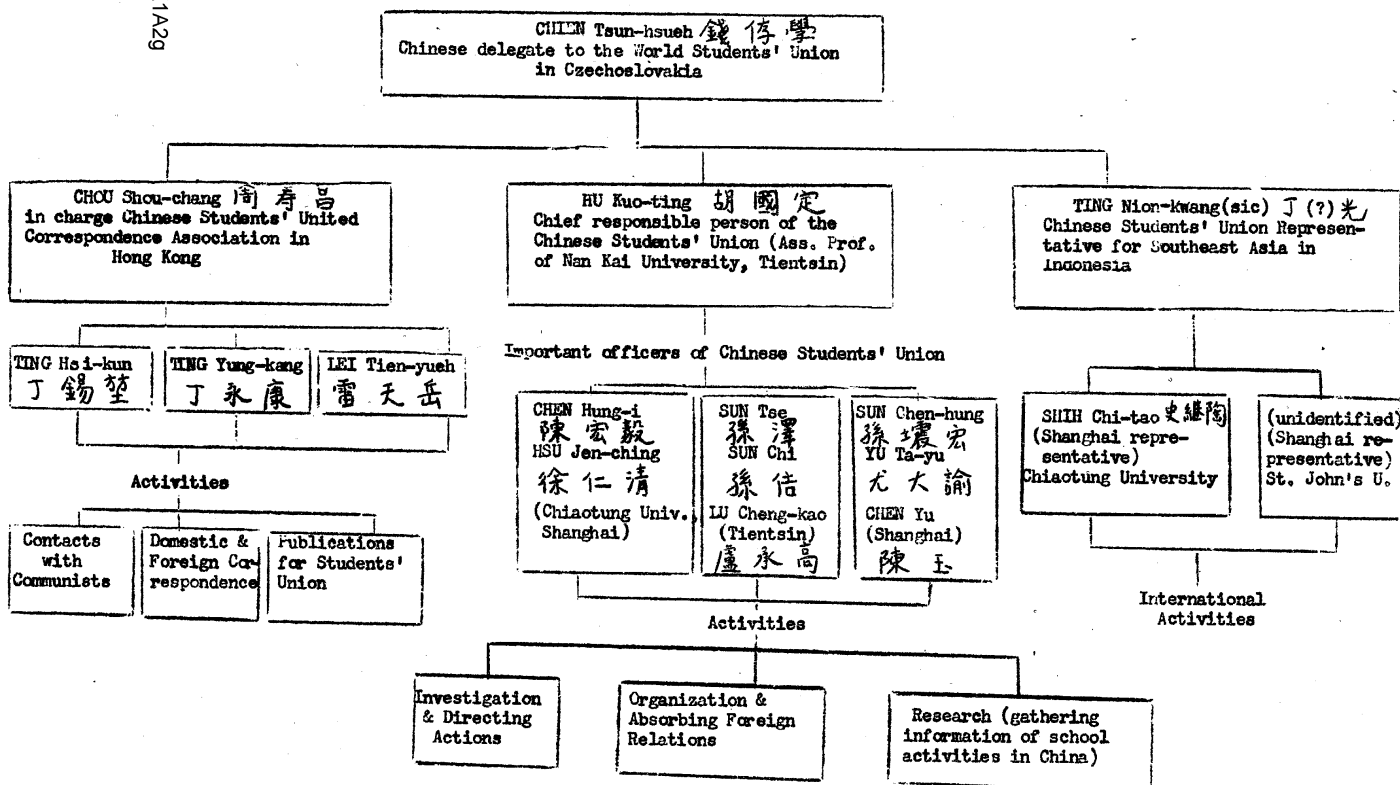 1A2g
CHIEN Tsun-hsueh 錢存學
Chinese delegate to the World Students' Union
in Czechoslovakia
CHOU Shou-chang 周寿昌
in charge Chinese Students' United
Correspondence Association in
Hong Kong
HU Kuo-ting 胡國定
Chief responsible person of the
Chinese Students' Union (Ass. Prof.
of Nan Kai University, Tientsin)
TING Nion-kwang(sic) 丁(?)光
Chinese Students' Union Represen-
tative for Southeast Asia in
Indonesia
TING Hsi-kun
丁錫堃
TING Yung-kang
丁永康
LEI Tien-yueh
雷天岳
Activities
Contacts
with
Communists
Domestic &
Foreign Cor-
respondence
Publications
for Students'
Union
Important officers of Chinese Students' Union
CHEN Hung-i
陳宏毅
HSU Jen-ching
徐仁清
(Chiaotung Univ.,
Shanghai)
SUN Tse
孫澤
SUN Chi
孫佶
LU Cheng-kao
(Tientsin)
盧承高
SUN Chen-hung
孫壜宏
YU Ta-yu
尤大諭
CHEN Yu
(Shanghai)
陳玉
Activities
Investigation
& Directing
Actions
Organization &
Absorbing Foreign
Relations
Research (gathering
information of school
activities in China)
SHIH Chi-tao 史繼陶
(Shanghai repre-
sentative)
Chiaotung University
(unidentified)
(Shanghai re-
presentative)
St. John's U.
International
Activities